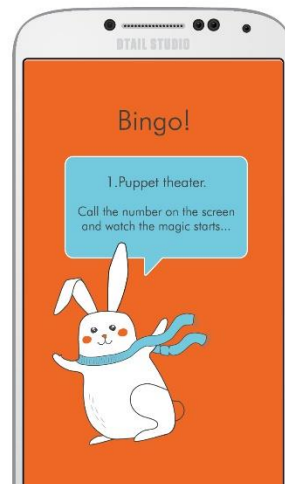 DTAIL STUDIO
Bingo!
1.Puppet theater.
Call the number on the screen
and watch the magic starts...